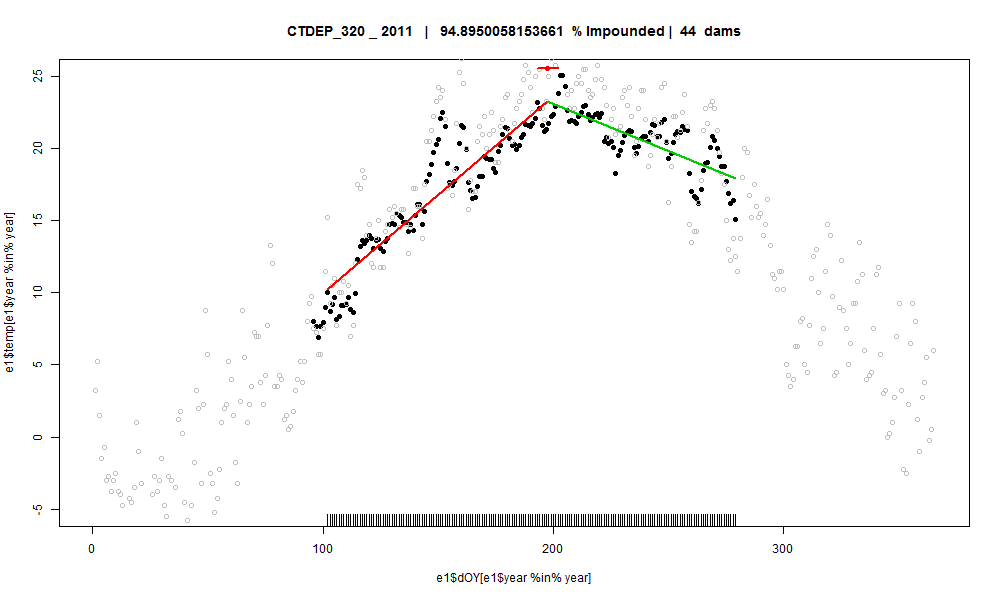 CTDEP_320 _ 2011 | 94.8950058153661 % Impounded | 44 dams
25
20
15
10
5
0
-5
e1$temp[e1$year %in% year]
0 100 200 300
e1$dOY[e1$year %in% year]